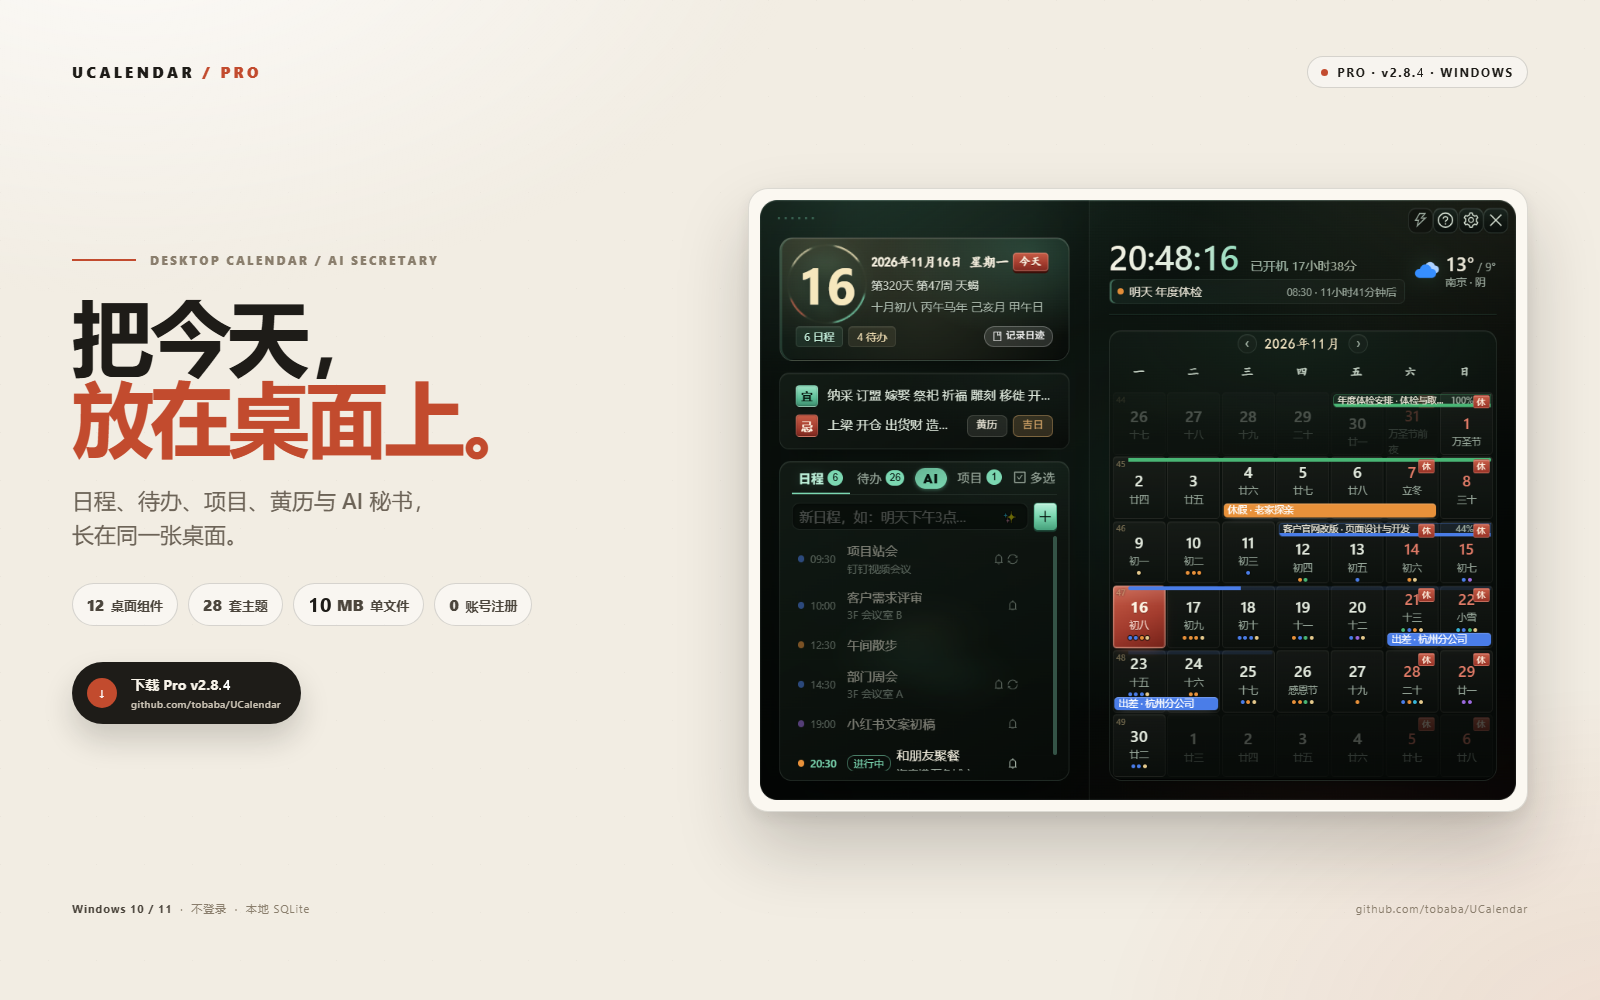 UCALENDAR / PRO
PRO · v2.8.4 · WINDOWS
DESKTOP CALENDAR / AI SECRETARY
把今天，
放在桌面上。
日程、待办、项目、黄历与 AI 秘书，
长在同一张桌面。
12 桌面组件
28 套主题
10 MB 单文件
0 账号注册
↓ 下载 Pro v2.8.4
github.com/tobaba/UCalendar
Windows 10 / 11 · 不登录 · 本地 SQLite
github.com/tobaba/UCalendar
16
2026年11月16日 星期一 今天
第320天 第47周 天蝎
十月初八 丙午马年 己亥月 甲午日
6 日程 4 待办 记录日迹
宜 纳采 订盟 嫁娶 祭祀 祈福 雕刻 移徙 开...
忌 上梁 开仓 出货财 造... 黄历 吉日
日程 6 待办 26 AI 项目 1 多选
新日程，如：明天下午3点... +
09:30 项目站会
钉钉视频会议
10:00 客户需求评审
3F 会议室 B
12:30 午间散步
14:30 部门周会
3F 会议室 A
19:00 小红书文案初稿
20:30 进行中 和朋友聚餐
20:48:16 已开机 17小时38分
13° / 9°
南京 · 阴
明天 年度体检 08:30 · 11小时41分钟后
2026年11月
一 二 三 四 五 六 日
年度体检安排 · 体检与取... 100% 休
44 26 27 28 29 30 31 1
十七 十八 十九 二十 廿一 万圣节前夜 万圣节
45 2 3 4 5 6 7 休 8 休
廿四 廿五 廿六 廿七 廿八 立冬 三十
休假 · 老家探亲
46 客户官网改版 · 页面设计与开发 休 44% 休
9 10 11 12 13 14 15
初一 初二 初三 初四 初五 初六 初七
47 16 17 18 19 20 21 休 22 休
初八 初九 初十 十一 十二 十三 小雪
出差 · 杭州分公司
48 23 24 25 26 27 28 休 29 休
十五 十六 十七 感恩节 十九 二十 廿一
出差 · 杭州分公司
49 30 1 2 3 4 5 休 6 休
廿二 廿三 廿四 廿五 廿六 廿七 廿八